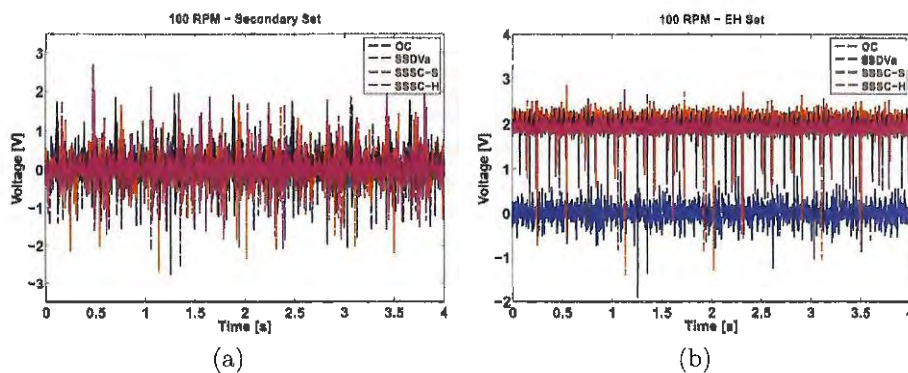 100 RPM – Secondary Set
OC
SSDVa
SSSC-S
SSSC-H
3
2
1
0
−1
−2
−3
Voltage [V]
0 0.5 1 1.5 2 2.5 3 3.5 4
Time [s]
(a)
100 RPM – EH Set
OC
SSDVa
SSSC-S
SSSC-H
4
3
2
1
0
−1
−2
Voltage [V]
0 0.5 1 1.5 2 2.5 3 3.5 4
Time [s]
(b)